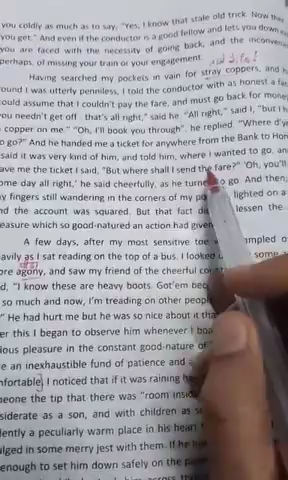 you coldly as much as to say, "Yes, I know that stale old trick. Now then
you get." And even if the conductor is a good fellow and lets you down
you are faced with the necessity of going back, and the inconven
perhaps, of missing your train or your engagement.
Having searched my pockets in vain for stray coppers, and
ound I was utterly penniless, I told the conductor with as honest a fa
ould assume that I couldn't pay the fare, and must go back for mone
you needn't get off - that's all right," said he. "All right," said I, "but I h
copper on me." "Oh, I'll book you through", he replied. "Where d'y
go?" And he handed me a ticket for anywhere from the Bank to Hon
said it was very kind of him, and told him, where I wanted to go, an
ave me the ticket I said, "But where shall I send the fare?" 'Oh, you'll
ome day all right,' he said cheerfully, as he turned to go. And then,
y fingers still wandering in the corners of my po lighted on a
nd the account was squared. But that fact di lessen the
easure which so good-natured an action had given
A few days, after my most sensitive toe w ampled o
eavily as I sat reading on the top of a bus. I looked some
ore agony, and saw my friend of the cheerful co
d, "I know these are heavy boots. Got'em bec
so much and now, I'm treading on other people
" He had hurt me but he was so nice about it tha
er this I began to observe him whenever I boa
ious pleasure in the constant good-nature of
e an inexhaustible fund of patience and
nfortable. I noticed that if it was raining h
eone the tip that there was "room insid
siderate as a son, and with children as s
ently a peculiarly warm place in his heart
ulged in some merry jest with them. If he h
enough to set him down safely on the pa